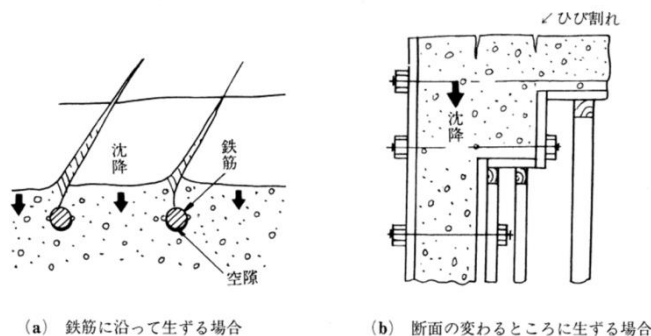 沈降
鉄筋
空隙
(a) 鉄筋に沿って生ずる場合
ひび割れ
沈降
(b) 断面の変わるところに生ずる場合